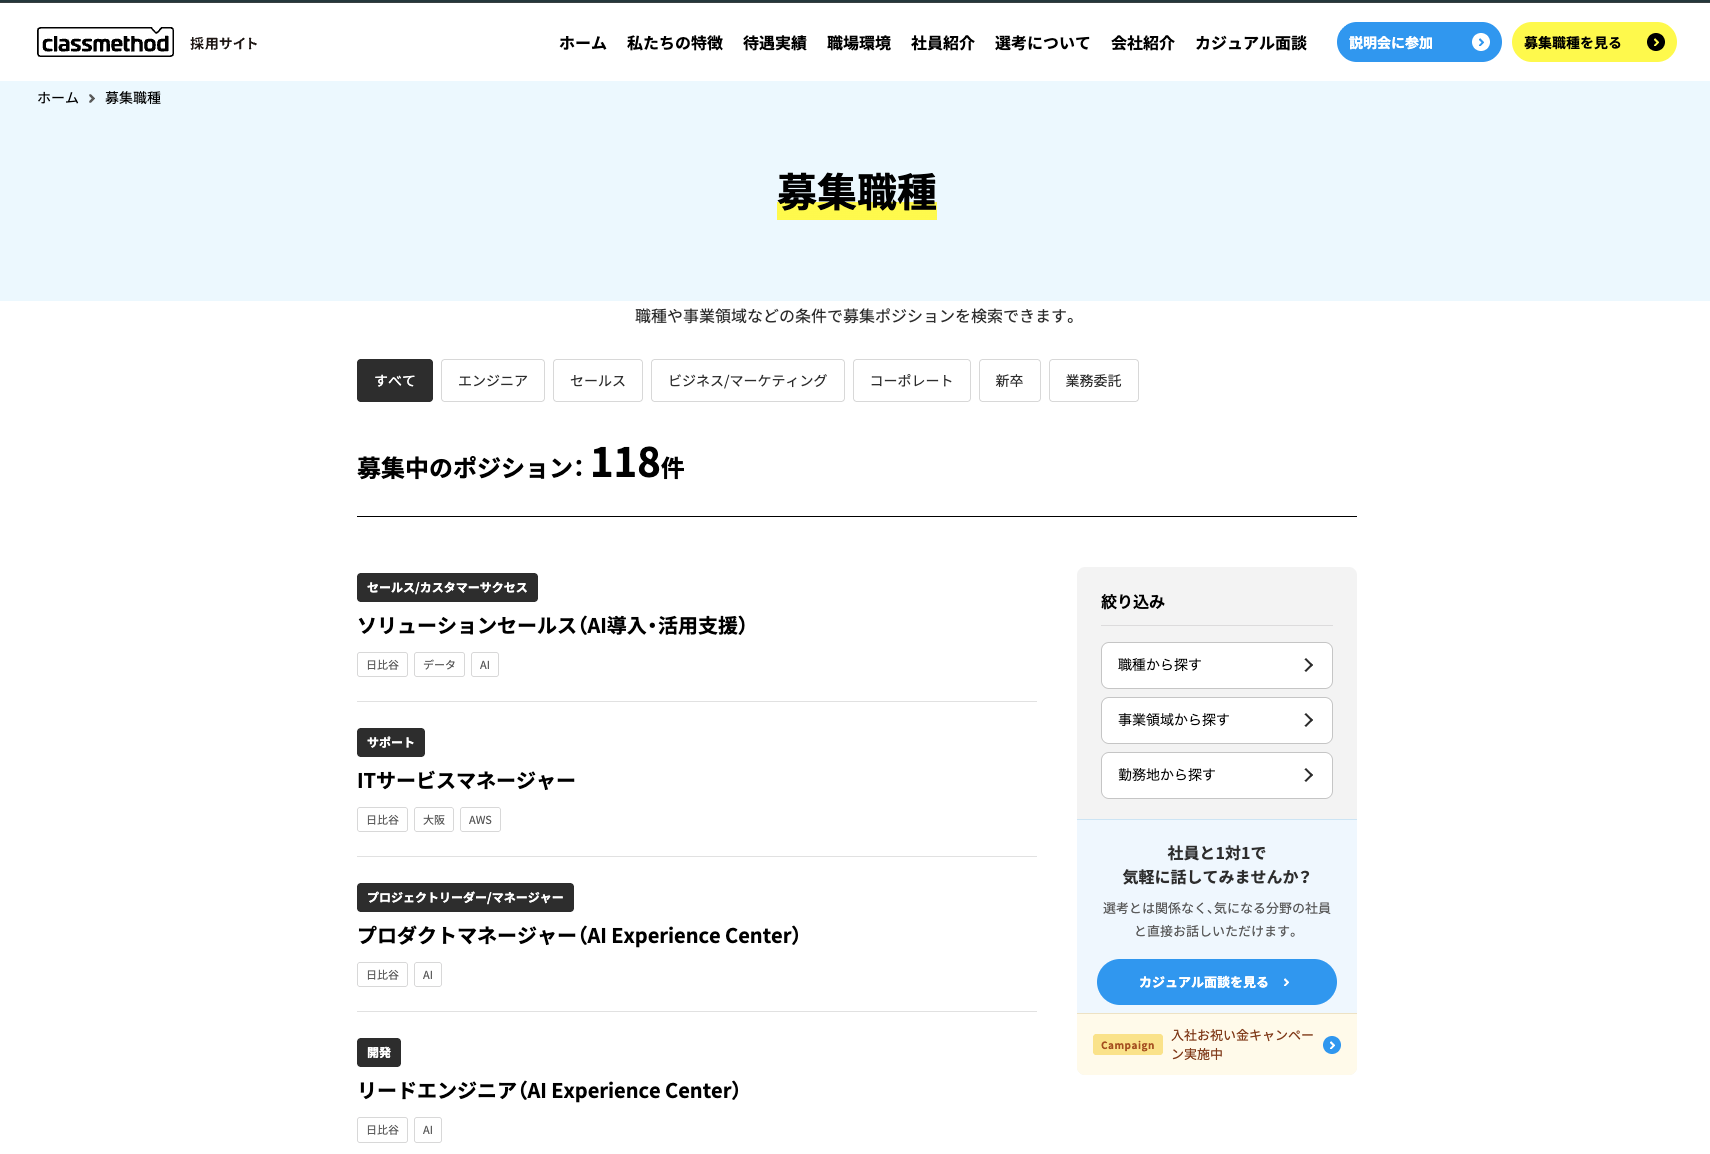 classmethod 採用サイト
ホーム 私たちの特徴 待遇実績 職場環境 社員紹介 選考について 会社紹介 カジュアル面談 説明会に参加 募集職種を見る
ホーム 募集職種
募集職種
職種や事業領域などの条件で募集ポジションを検索できます。
すべて エンジニア セールス ビジネス/マーケティング コーポレート 新卒 業務委託
募集中のポジション：118件
セールス/カスタマーサクセス
ソリューションセールス（AI導入・活用支援）
日比谷 データ AI
サポート
ITサービスマネージャー
日比谷 大阪 AWS
プロジェクトリーダー/マネージャー
プロダクトマネージャー（AI Experience Center）
日比谷 AI
開発
リードエンジニア（AI Experience Center）
日比谷 AI
絞り込み
職種から探す
事業領域から探す
勤務地から探す
社員と1対1で
気軽に話してみませんか？
選考とは関係なく、気になる分野の社員
と直接お話しいただけます。
カジュアル面談を見る
Campaign
入社お祝い金キャンペー
ン実施中